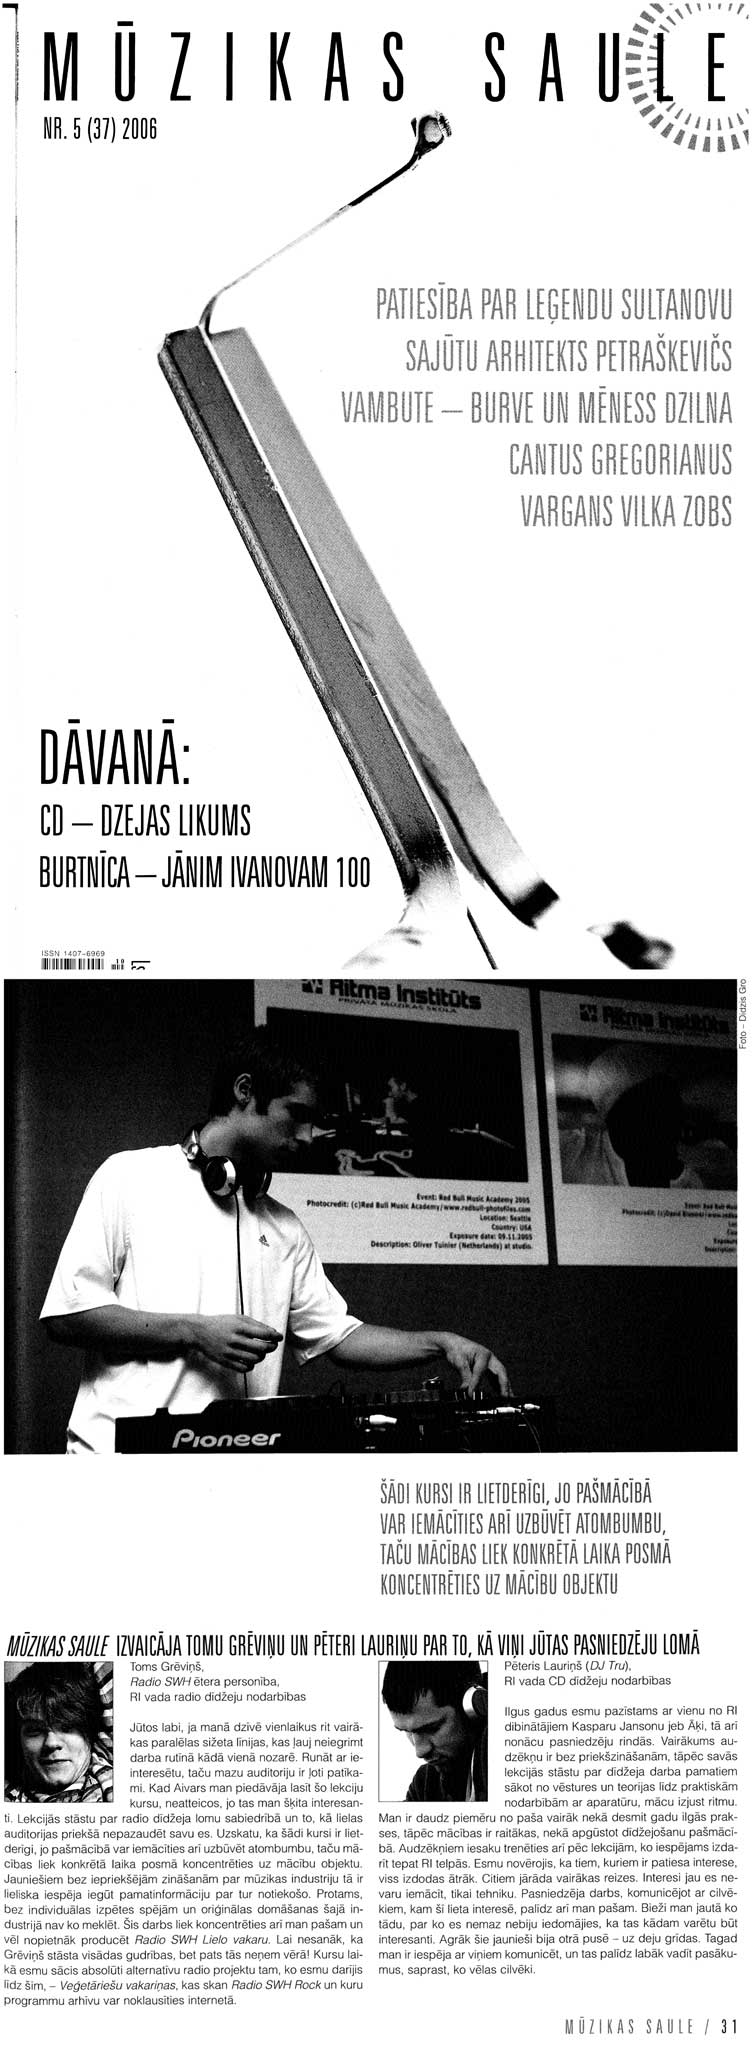 MŪZIKAS SAULE
NR. 5 (37) 2006
PATIESĪBA PAR LEĢENDU SULTANOVU
SAJŪTU ARHITEKTS PETRAŠKEVIČS
VAMBUTE – BURVE UN MĒNESS DZILNA
CANTUS GREGORIANUS
VARGANS VILKA ZOBS
DĀVANĀ:
CD – DZEJAS LIKUMS
BURTNĪCA – JĀNIM IVANOVAM 100
ISSN 1407-6969
Foto – Didzis Gro
Ritma Institūts
PRIVĀTĀ MŪZIKAS SKOLA
Event: Red Bull Music Academy 2005
Photocredit: (c)Red Bull Music Academy/www.redbull-photofiles.com
Location: Seattle
Country: USA
Exposure date: 09.11.2005
Description: Oliver Tuinier (Netherlands) at studio.
Ritma Institūts
Pioneer
ŠĀDI KURSI IR LIETDERĪGI, JO PAŠMĀCĪBĀ
VAR IEMĀCĪTIES ARĪ UZBŪVĒT ATOMBUMBU,
TAČU MĀCĪBAS LIEK KONKRĒTĀ LAIKA POSMĀ
KONCENTRĒTIES UZ MĀCĪBU OBJEKTU
MŪZIKAS SAULE IZVAICĀJA TOMU GRĒVIŅU UN PĒTERI LAURIŅU PAR TO, KĀ VIŅI JŪTAS PASNIEDZĒJU LOMĀ
Toms Grēviņš,
Radio SWH ētera personība,
RI vada radio dīdžeju nodarbības
Jūtos labi, ja manā dzīvē vienlaikus rit vairā-
kas paralēlas sižeta līnijas, kas ļauj neiegrimt
darba rutīnā kādā vienā nozarē. Runāt ar ie-
interesētu, taču mazu auditoriju ir ļoti patīka-
mi. Kad Aivars man piedāvāja lasīt šo lekciju
kursu, neatteicos, jo tas man šķita interesan-
ti. Lekcijās stāstu par radio dīdžeja lomu sabiedrībā un to, kā lielas
auditorijas priekšā nepazaudēt savu es. Uzskatu, ka šādi kursi ir liet-
derīgi, jo pašmācībā var iemācīties arī uzbūvēt atombumbu, taču mā-
cības liek konkrētā laika posmā koncentrēties uz mācību objektu.
Jauniešiem bez iepriekšējām zināšanām par mūzikas industriju tā ir
lieliska iespēja iegūt pamatinformāciju par tur notiekošo. Protams,
bez individuālas izpētes spējām un oriģinālas domāšanas šajā in-
dustrijā nav ko meklēt. Šis darbs liek koncentrēties arī man pašam un
vēl nopietnāk producēt Radio SWH Lielo vakaru. Lai nesanāk, ka
Grēviņš stāsta visādas gudrības, bet pats tās neņem vērā! Kursu lai-
kā esmu sācis absolūti alternatīvu radio projektu tam, ko esmu darījis
līdz šim, – Veģetāriešu vakariņas, kas skan Radio SWH Rock un kuru
programmu arhīvu var noklausīties internetā.
Pēteris Lauriņš (DJ Tru),
RI vada CD dīdžeju nodarbības
Ilgus gadus esmu pazīstams ar vienu no RI
dibinātājiem Kasparu Jansonu jeb Āķi, tā arī
nonācu pasniedzēju rindās. Vairākums au-
dzēkņu ir bez priekšzināšanām, tāpēc savās
lekcijās stāstu par dīdžeja darba pamatiem
sākot no vēstures un teorijas līdz praktiskām
nodarbībām ar aparatūru, mācu izjust ritmu.
Man ir daudz piemēru no paša vairāk nekā desmit gadu ilgās prak-
ses, tāpēc mācības ir raitākas, nekā apgūstot dīdžejošanu pašmācī-
bā. Audzēkņiem iesaku trenēties arī pēc lekcijām, ko iespējams izda-
rīt tepat RI telpās. Esmu novērojis, ka tiem, kuriem ir patiesa interese,
viss izdodas ātrāk. Citiem jārāda vairākas reizes. Interesi jau es ne-
varu iemācīt, tikai tehniku. Pasniedzēja darbs, komunicējot ar cilvē-
kiem, kam šī lieta interesē, palīdz arī man pašam. Bieži man jautā ko
tādu, par ko es nemaz nebiju iedomājies, ka tas kādam varētu būt
interesanti. Agrāk šie jaunieši bija otrā pusē – uz deju grīdas. Tagad
man ir iespēja ar viņiem komunicēt, un tas palīdz labāk vadīt pasāku-
mus, saprast, ko vēlas cilvēki.
MŪZIKAS SAULE / 31